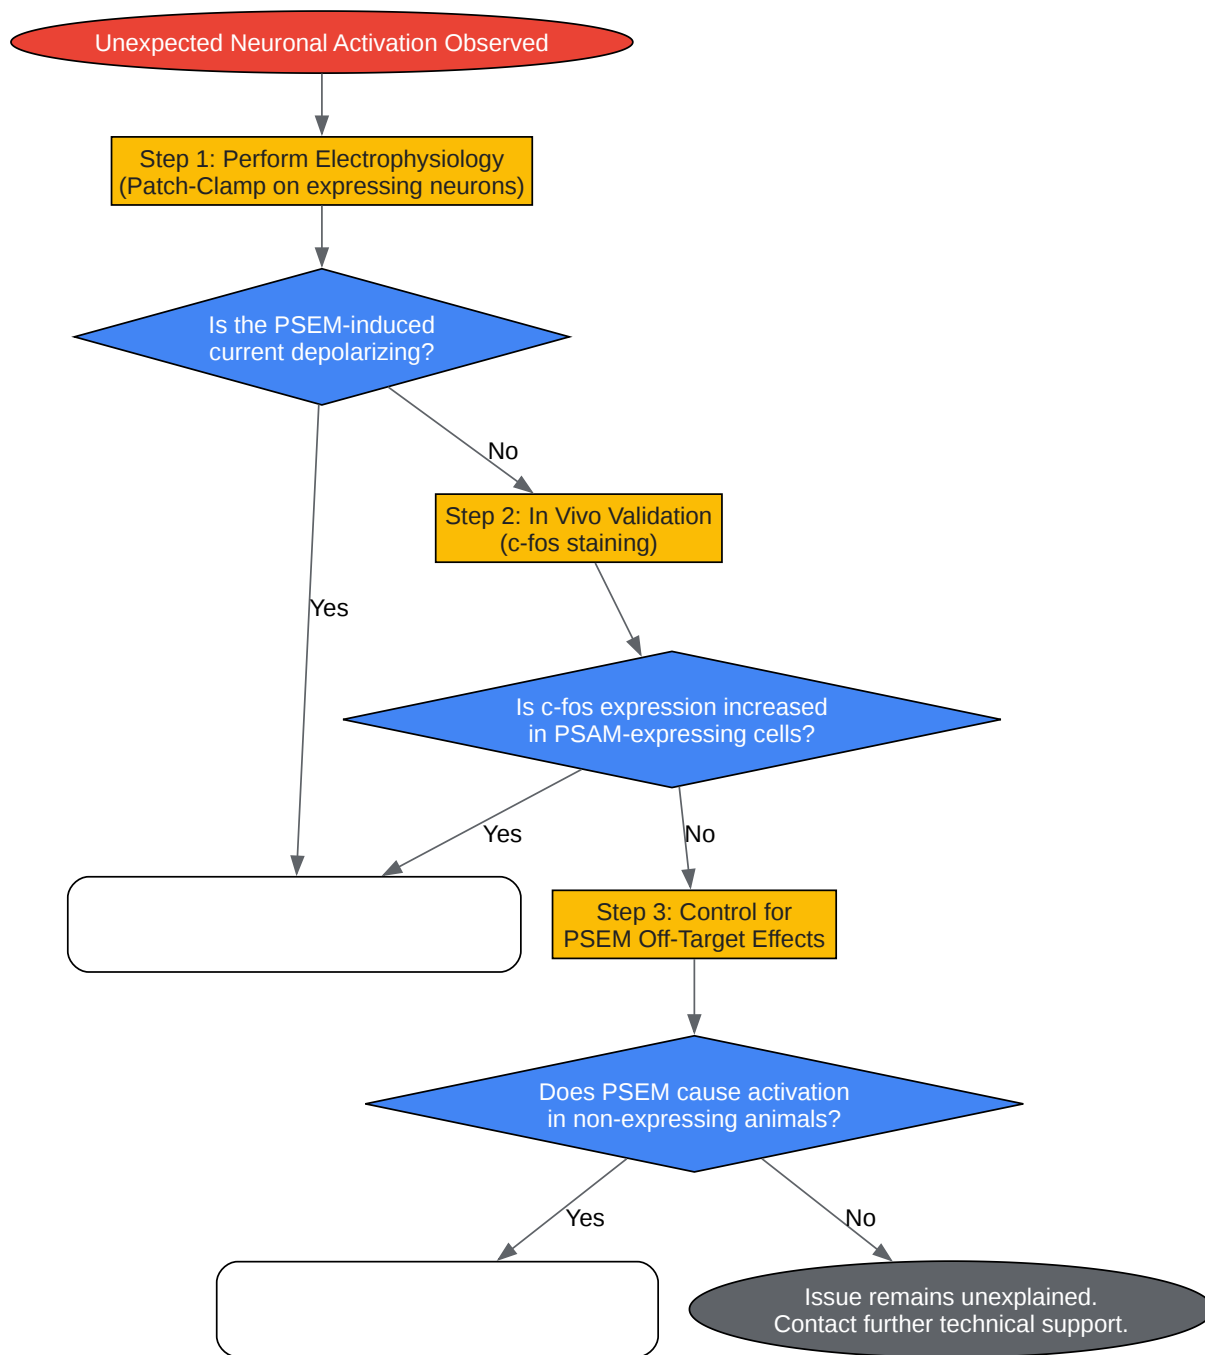 Unexpected Neuronal Activation Observed
Step 1: Perform Electrophysiology
(Patch-Clamp on expressing neurons)
Is the PSEM-induced
current depolarizing?
No
Step 2: In Vivo Validation
(c-fos staining)
Yes
Is c-fos expression increased
in PSAM-expressing cells?
Yes
No
Step 3: Control for
PSEM Off-Target Effects
Does PSEM cause activation
in non-expressing animals?
Yes
No
Issue remains unexplained.
Contact further technical support.